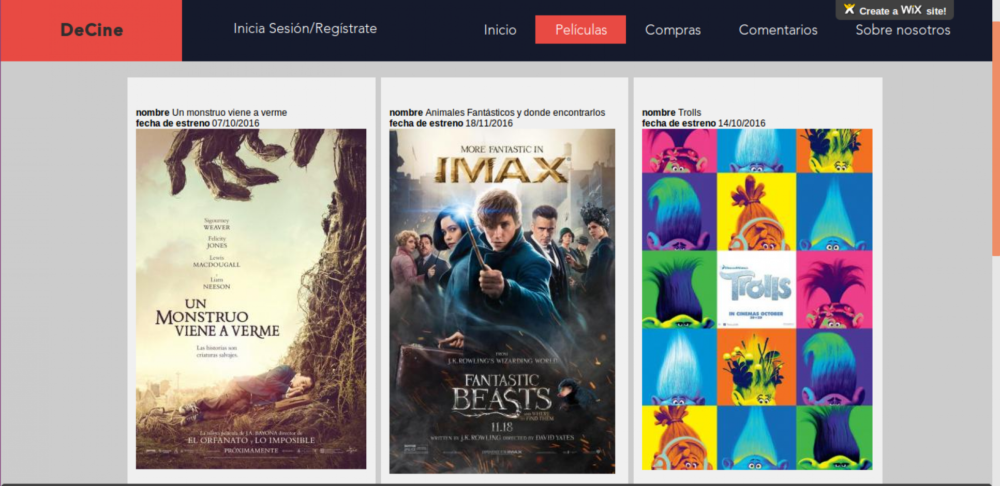 DeCine
Inicia Sesión/Regístrate
Inicio
Películas
Compras
Comentarios
Sobre nosotros
Create a WiX site!
nombre Un monstruo viene a verme
fecha de estreno 07/10/2016
Sigourney
WEAVER
Felicity
JONES
Lewis
MACDOUGALL
y
Liam
NEESON
UN
MONSTRUO
VIENE A VERME
Las historias son
criaturas salvajes.
La nueva película de J.A. BAYONA director de
EL ORFANATO y LO IMPOSIBLE
PRÓXIMAMENTE
nombre Animales Fantásticos y donde encontrarlos
fecha de estreno 18/11/2016
MORE FANTASTIC IN
IMAX
FROM
J.K. ROWLING'S WIZARDING WORLD
FANTASTIC
BEASTS
AND WHERE
TO FIND THEM
11.18
WRITTEN BY J.K. ROWLING DIRECTED BY DAVID YATES
IMAX
nombre Trolls
fecha de estreno 14/10/2016
DreamWorks
Trolls
IN CINEMAS OCTOBER